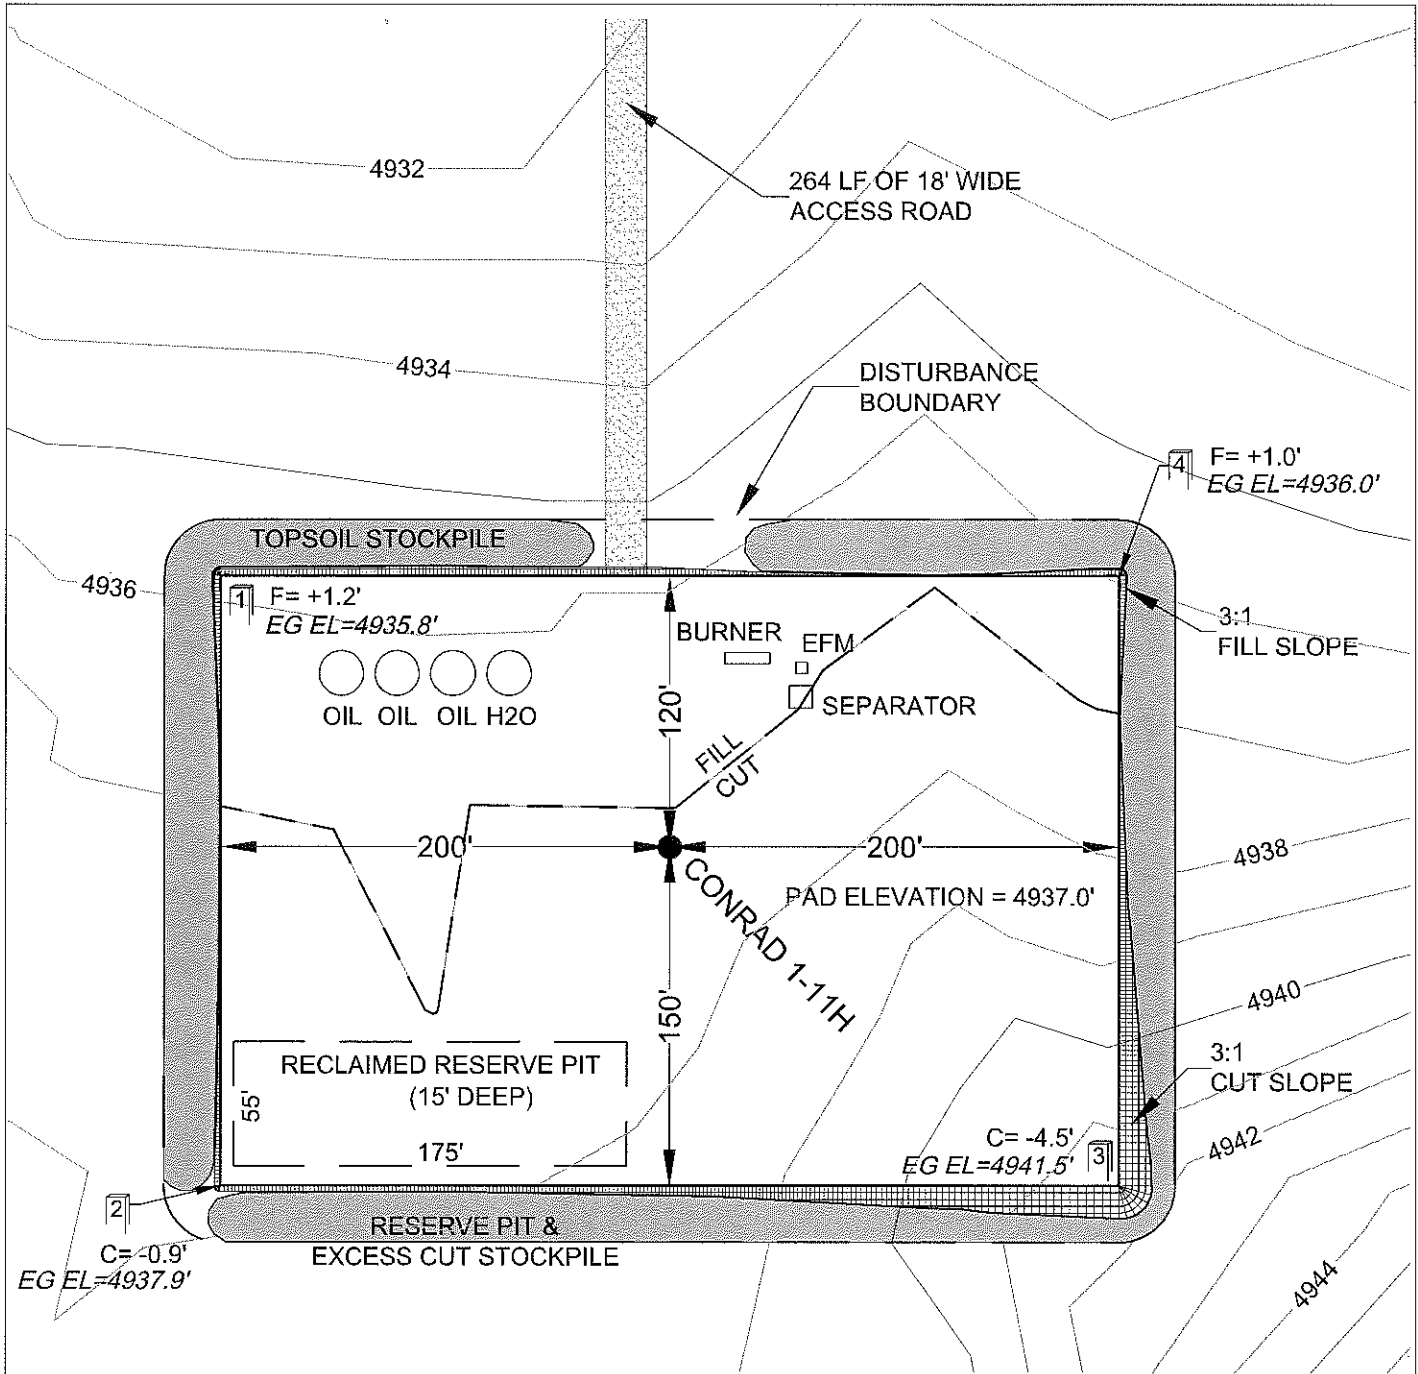 4932
264 LF OF 18' WIDE
ACCESS ROAD
4934
DISTURBANCE
BOUNDARY
4
F= +1.0'
EG EL=4936.0'
TOPSOIL STOCKPILE
4936
1
F= +1.2'
EG EL=4935.8'
3:1
FILL SLOPE
BURNER
EFM
SEPARATOR
OIL OIL OIL H2O
120'
FILL
CUT
200'
200'
4938
CONRAD 1-11H
PAD ELEVATION = 4937.0'
150'
4940
RECLAIMED RESERVE PIT
(15' DEEP)
55'
175'
3:1
CUT SLOPE
C= -4.5'
EG EL=4941.5'
3
4942
2
C= -0.9'
EG EL=4937.9'
RESERVE PIT &
EXCESS CUT STOCKPILE
4944